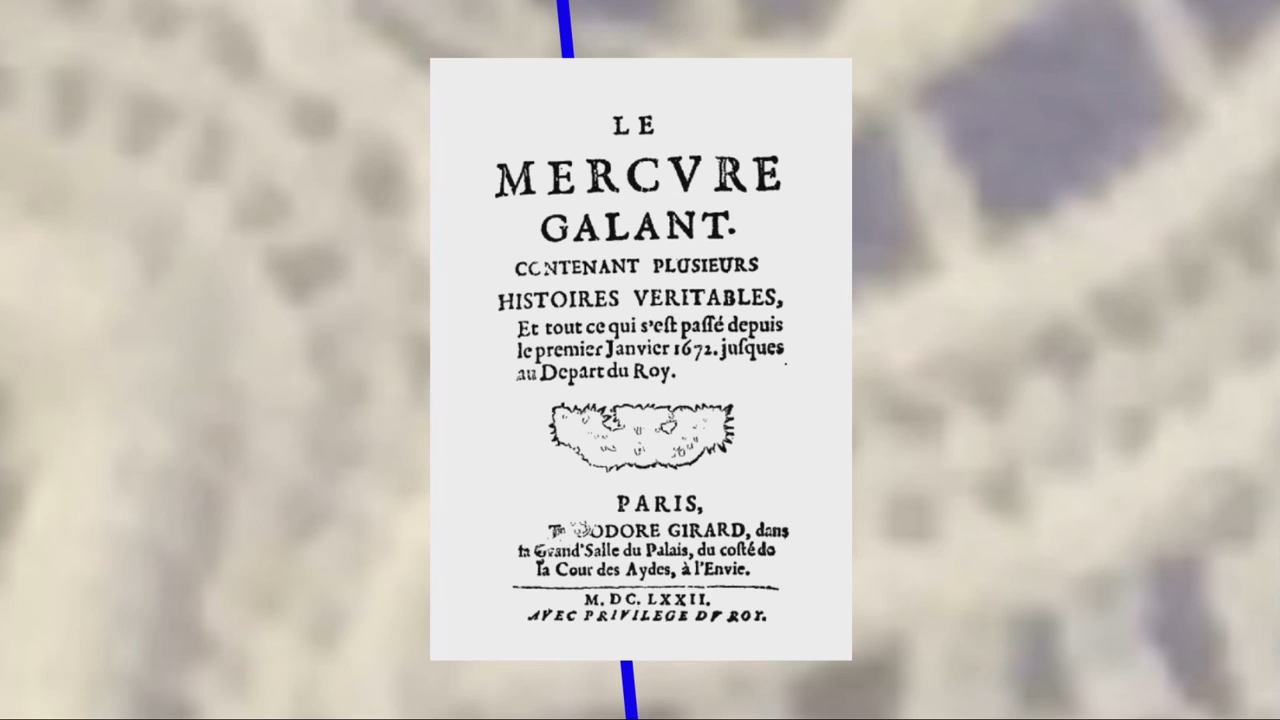 LE
MERCVRE
GALANT.
CONTENANT PLUSIEURS
HISTOIRES VERITABLES,
Et tout ce qui s'eſt paſſé depuis
le premier Janvier 1672. juſques
au Depart du Roy.
PARIS,
THEODORE GIRARD, dans
la Grand'Salle du Palais, du coſté de
la Cour des Aydes, à l'Envie.
M. DC. LXXII.
AVEC PRIVILEGE DV ROY.